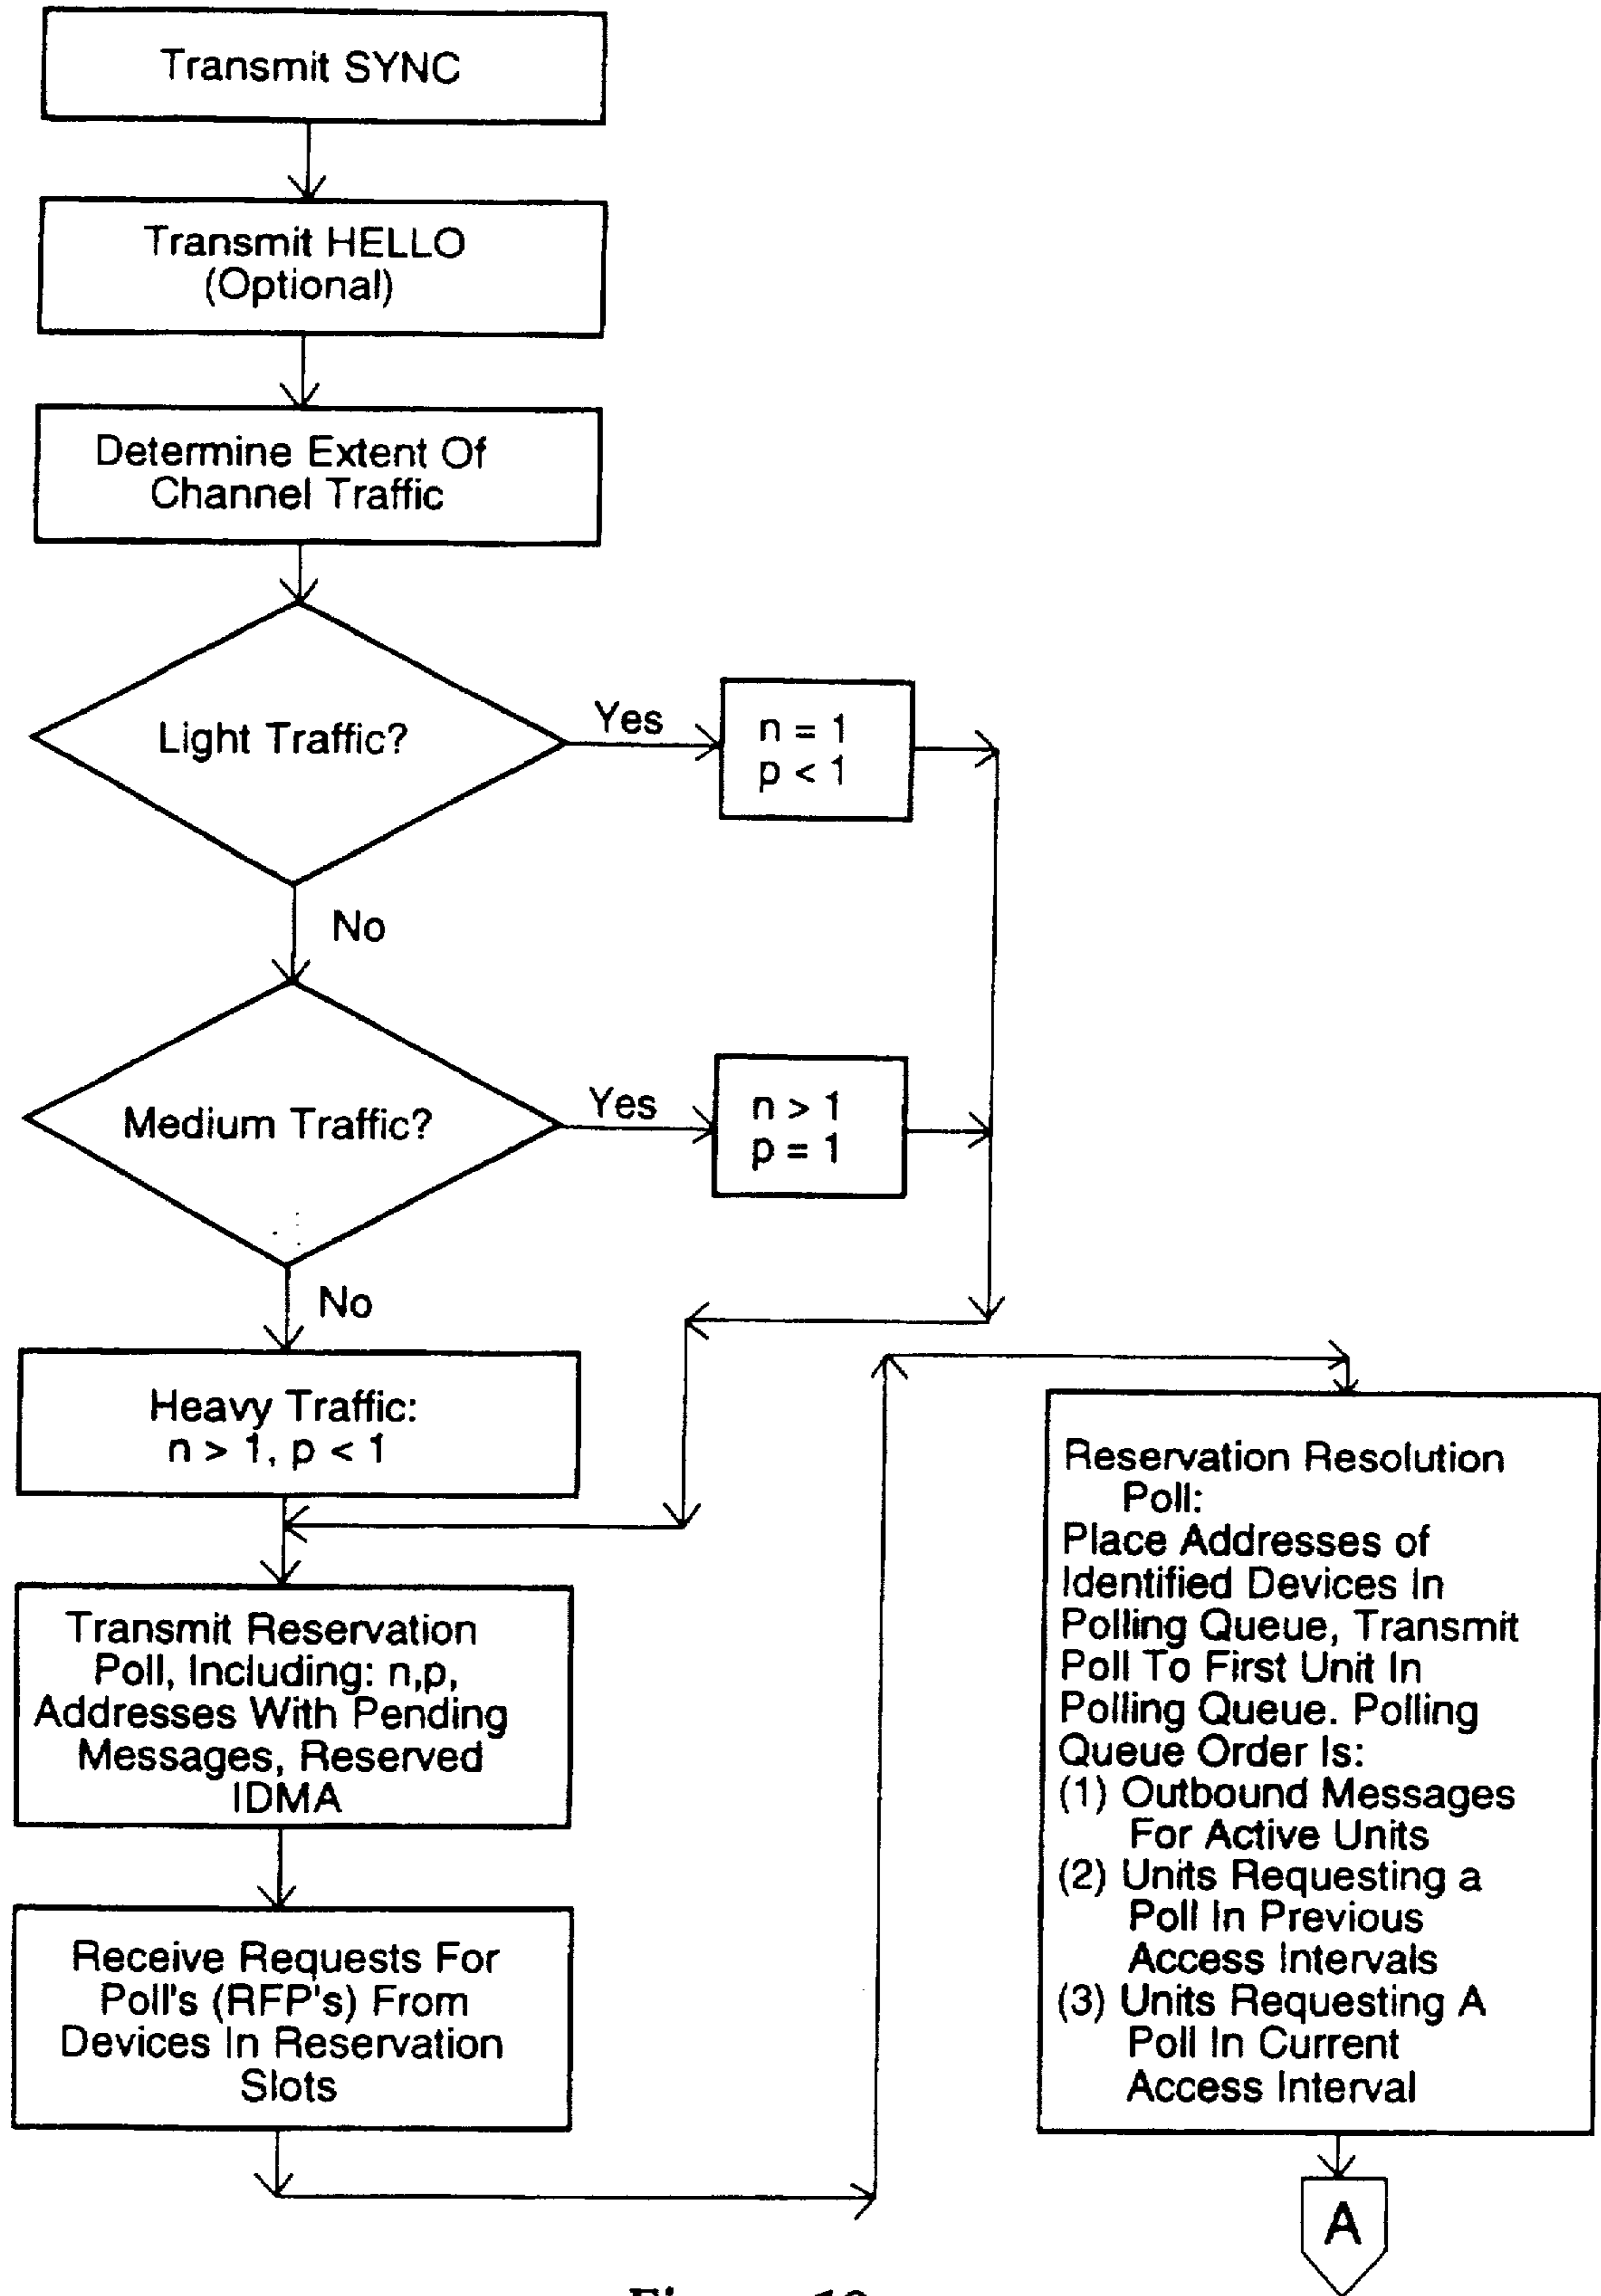 Transmit SYNC
Transmit HELLO
(Optional)
Determine Extent Of
Channel Traffic
Light Traffic?
Yes
n = 1
p < 1
No
Medium Traffic?
Yes
n > 1
p = 1
No
Heavy Traffic:
n > 1, p < 1
Transmit Reservation
Poll, Including: n,p,
Addresses With Pending
Messages, Reserved
IDMA
Receive Requests For
Poll's (RFP's) From
Devices In Reservation
Slots
Reservation Resolution
Poll:
Place Addresses of
Identified Devices In
Polling Queue, Transmit
Poll To First Unit In
Polling Queue. Polling
Queue Order Is:
(1) Outbound Messages
For Active Units
(2) Units Requesting a
Poll In Previous
Access Intervals
(3) Units Requesting A
Poll In Current
Access Interval
A